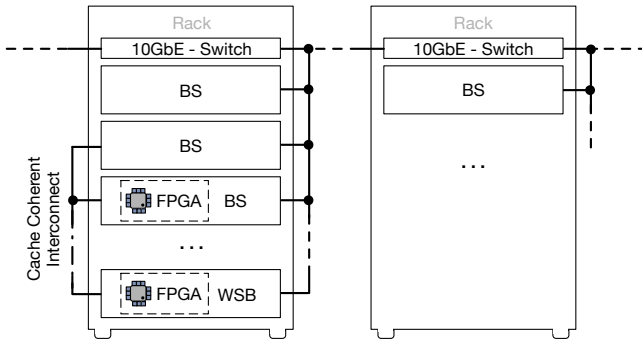 Rack
10GbE - Switch
BS
BS
FPGA BS
...
FPGA WSB
Cache Coherent
Interconnect
Rack
10GbE - Switch
BS
...